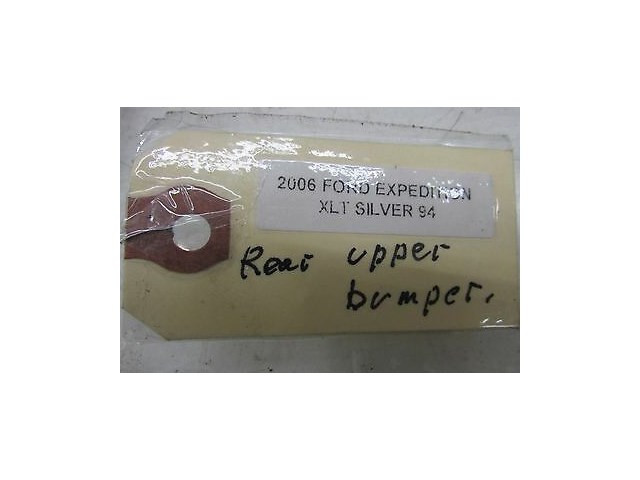 2006 FORD EXPEDITION
XLT SILVER 94
Rear upper
bumper.